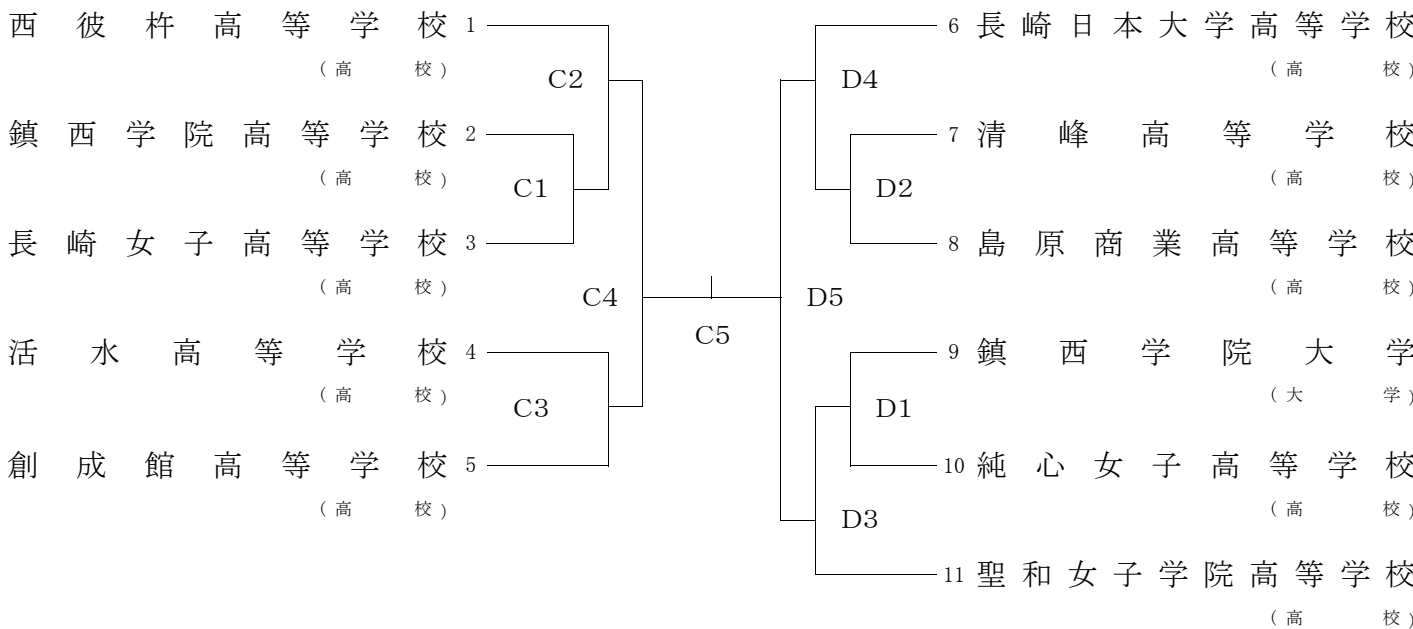 西彼杵高等学校 1
(高校)
C2
鎮西学院高等学校 2
(高校)
C1
長崎女子高等学校 3
(高校)
C4
活水高等学校 4
(高校)
C3
創成館高等学校 5
(高校)
C5
6 長崎日本大学高等学校
(高校)
D4
7 清峰高等学校
(高校)
D2
8 島原商業高等学校
(高校)
D5
9 鎮西学院大学
(大学)
D1
10 純心女子高等学校
(高校)
D3
11 聖和女子学院高等学校
(高校)